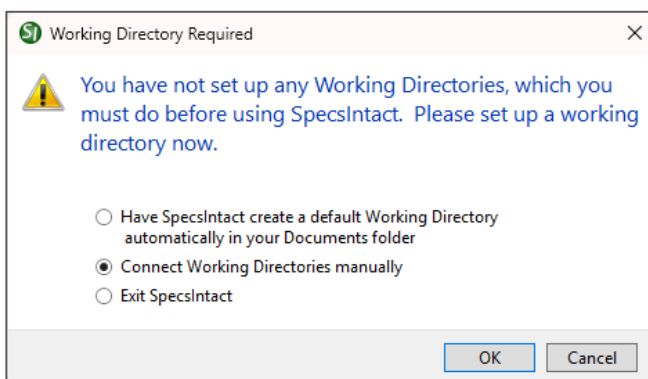 SI Working Directory Required
You have not set up any Working Directories, which you
must do before using SpecsIntact.  Please set up a working
directory now.
Have SpecsIntact create a default Working Directory
automatically in your Documents folder
Connect Working Directories manually
Exit SpecsIntact
OK Cancel